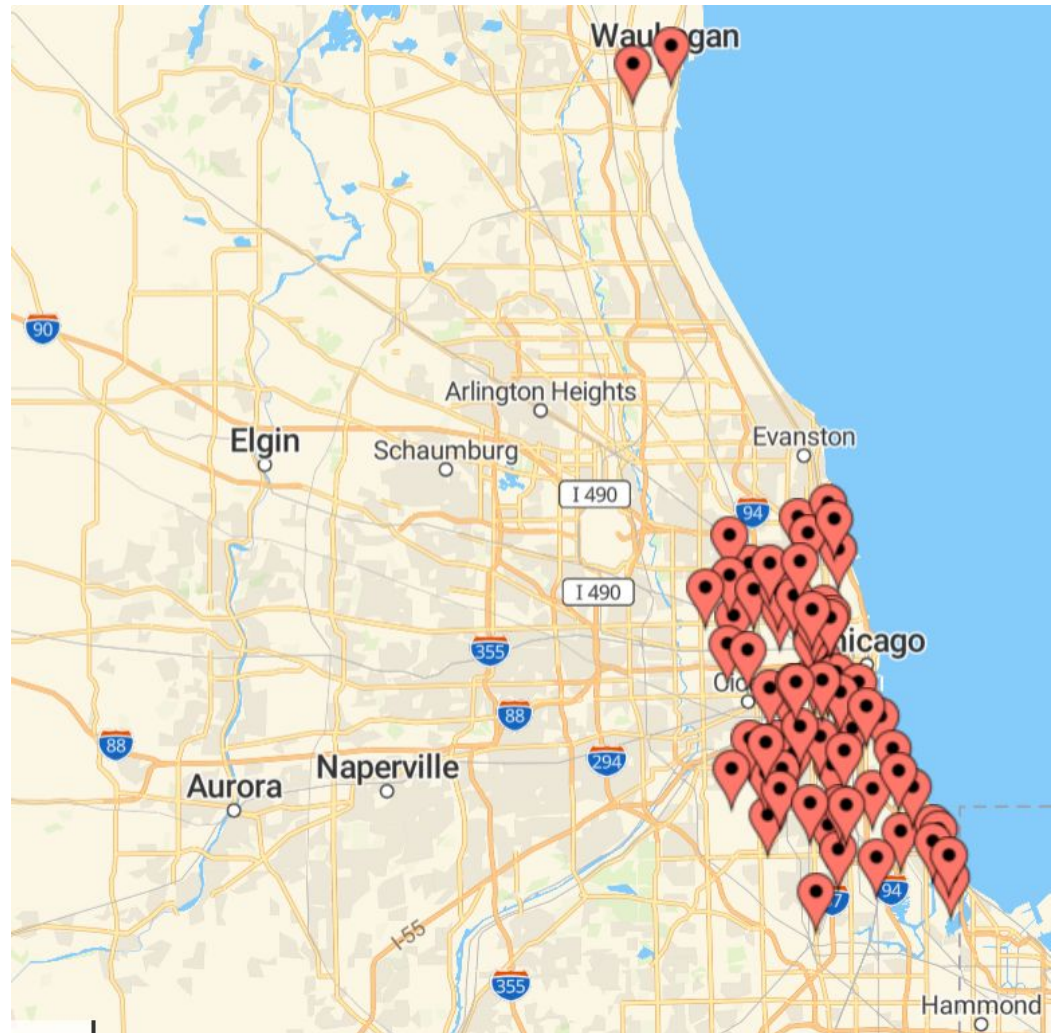 Waukegan
90
Arlington Heights
Elgin
Schaumburg
Evanston
I 490
94
I 490
355
hicago
88
88
294
Naperville
Aurora
94
I-55
355
Hammond